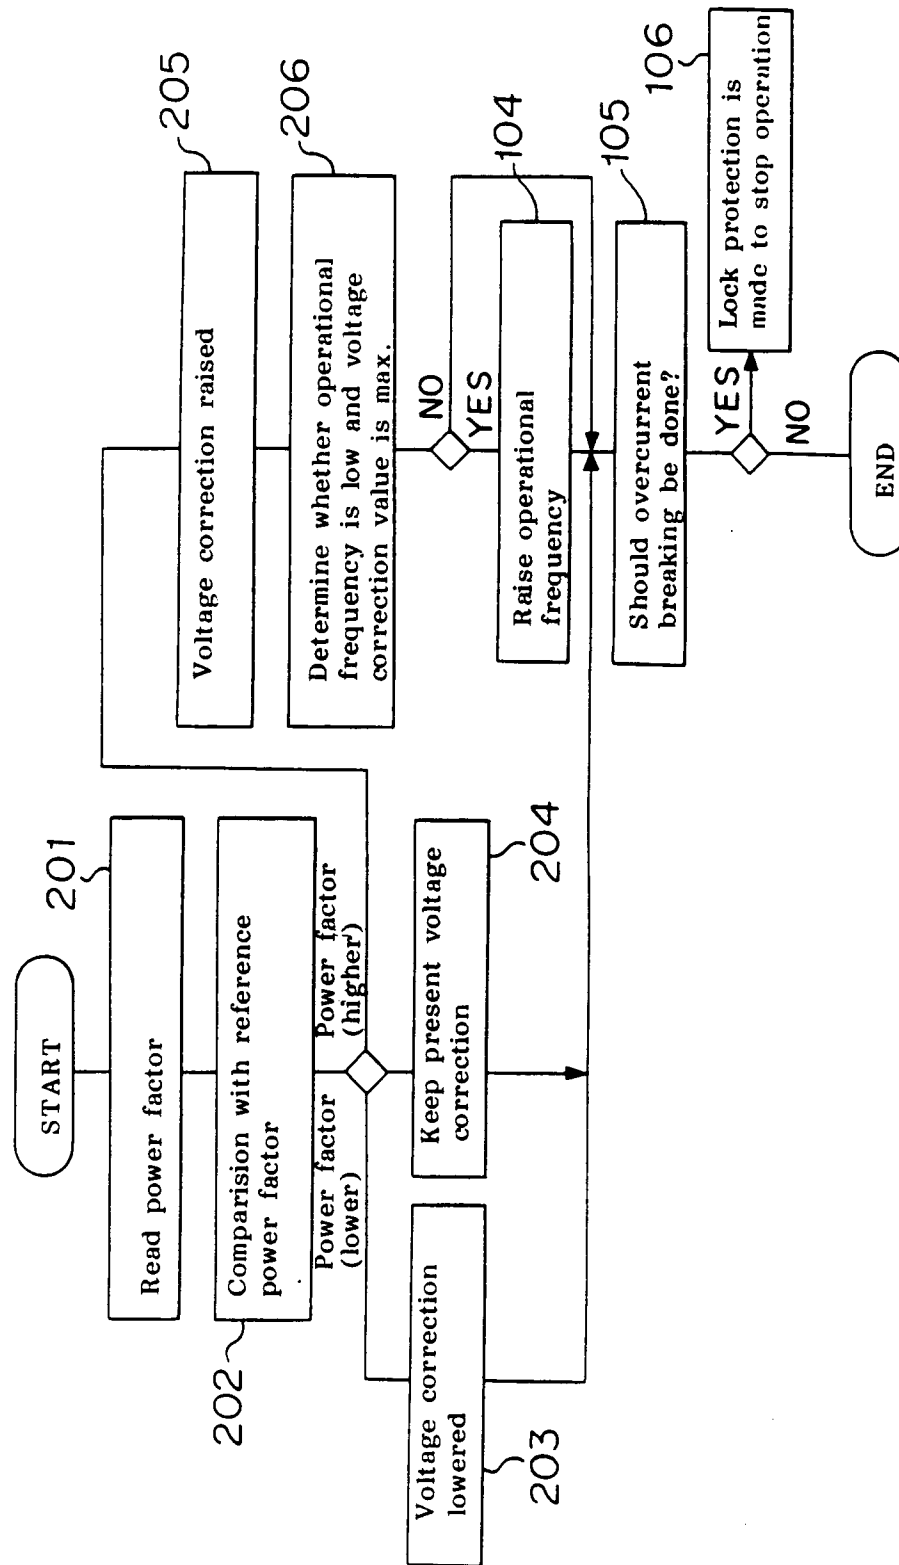 START
201
Read power factor
202
Comparision with reference
power factor
Power factor
(lower)
Power factor
(higher)
Voltage correction
lowered
203
Keep present voltage
correction
204
205
Voltage correction raised
206
Determine whether operational
frequency is low and voltage
correction value is max.
NO
YES
104
Raise operational
frequency
105
Should overcurrent
breaking be done?
YES
NO
106
Lock protection is
made to stop operation
END